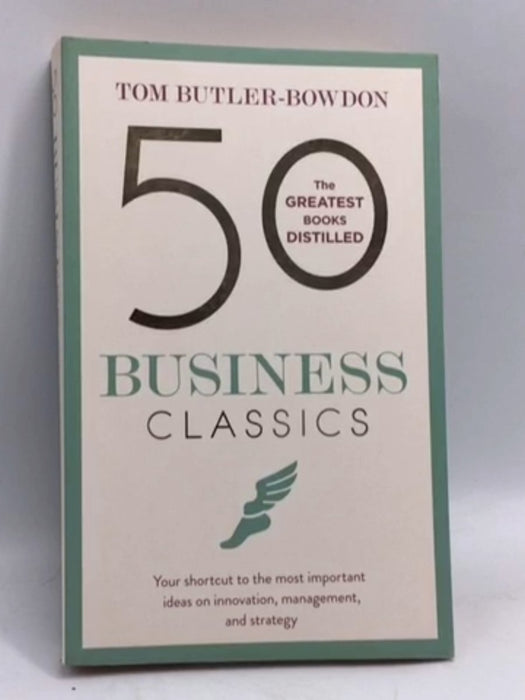 TOM BUTLER-BOWDON
50
The
GREATEST
BOOKS
DISTILLED
BUSINESS
CLASSICS
Your shortcut to the most important
ideas on innovation, management,
and strategy